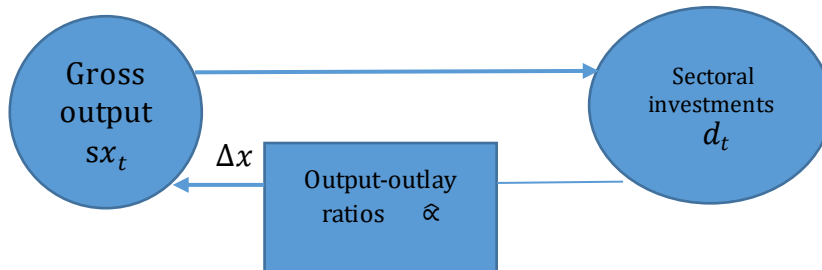 Gross
output
sx_t
Sectoral
investments
d_t
Δx
Output-outlay
ratios ∝̂